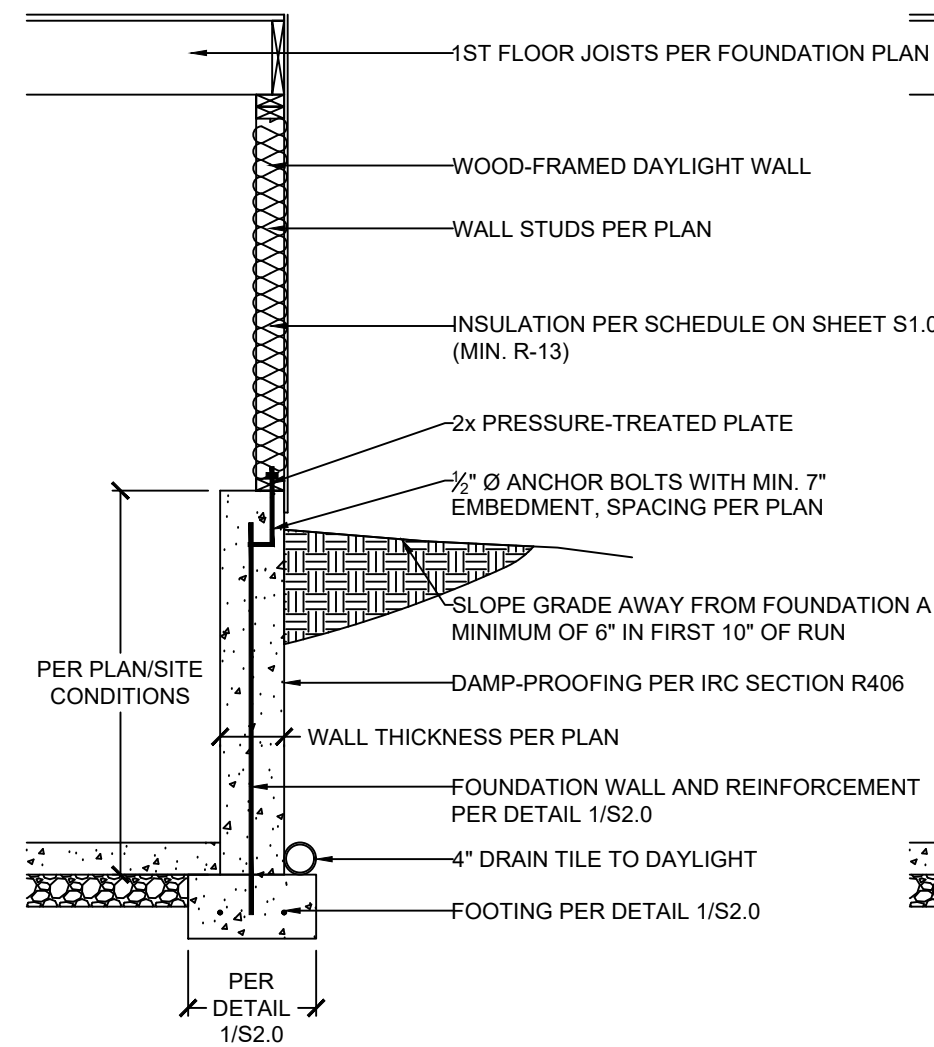 1ST FLOOR JOISTS PER FOUNDATION PLAN
WOOD-FRAMED DAYLIGHT WALL
WALL STUDS PER PLAN
INSULATION PER SCHEDULE ON SHEET S1.0
(MIN. R-13)
2x PRESSURE-TREATED PLATE
½" Ø ANCHOR BOLTS WITH MIN. 7"
EMBEDMENT, SPACING PER PLAN
SLOPE GRADE AWAY FROM FOUNDATION A
MINIMUM OF 6" IN FIRST 10" OF RUN
PER PLAN/SITE
CONDITIONS
DAMP-PROOFING PER IRC SECTION R406
WALL THICKNESS PER PLAN
FOUNDATION WALL AND REINFORCEMENT
PER DETAIL 1/S2.0
4" DRAIN TILE TO DAYLIGHT
FOOTING PER DETAIL 1/S2.0
PER
DETAIL
1/S2.0